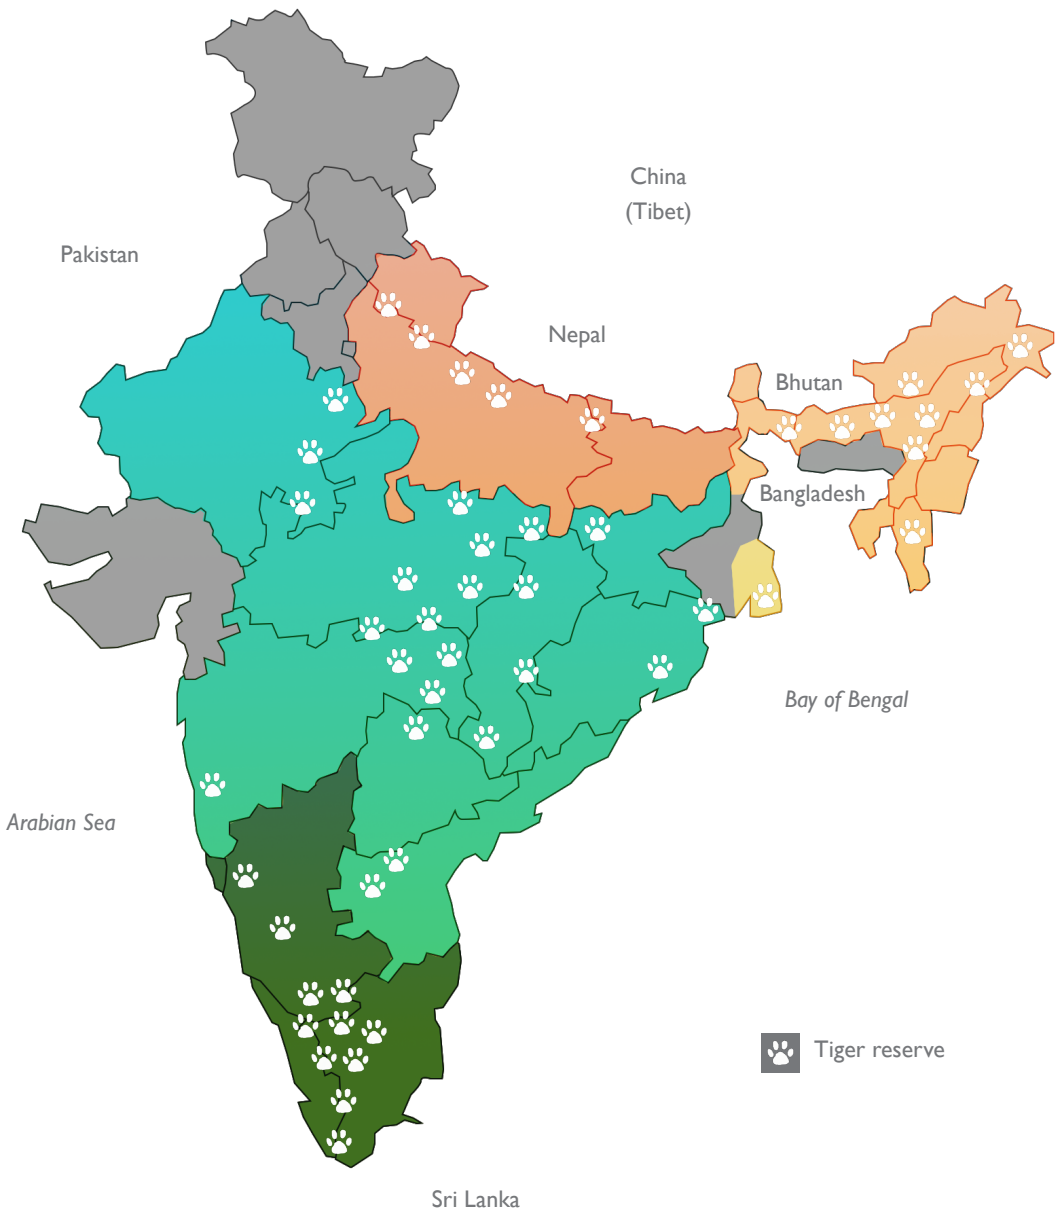 China
(Tibet)
Pakistan
Nepal
Bhutan
Bangladesh
Bay of Bengal
Arabian Sea
Tiger reserve
Sri Lanka